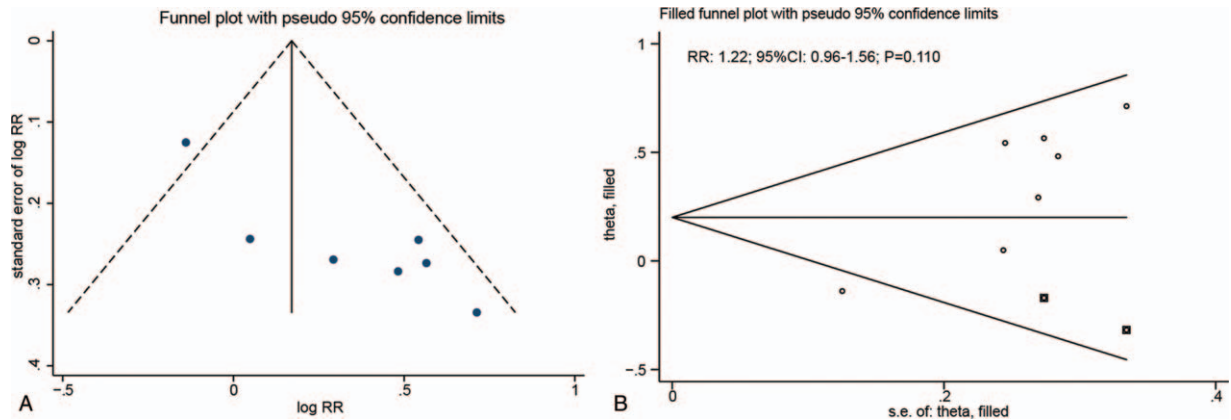 Funnel plot with pseudo 95% confidence limits
0
.1
.2
.3
.4
standard error of log RR
-.5
0
.5
1
log RR
A
Filled funnel plot with pseudo 95% confidence limits
RR: 1.22; 95%CI: 0.96-1.56; P=0.110
1
.5
0
-.5
theta, filled
0
.2
.4
s.e. of: theta, filled
B